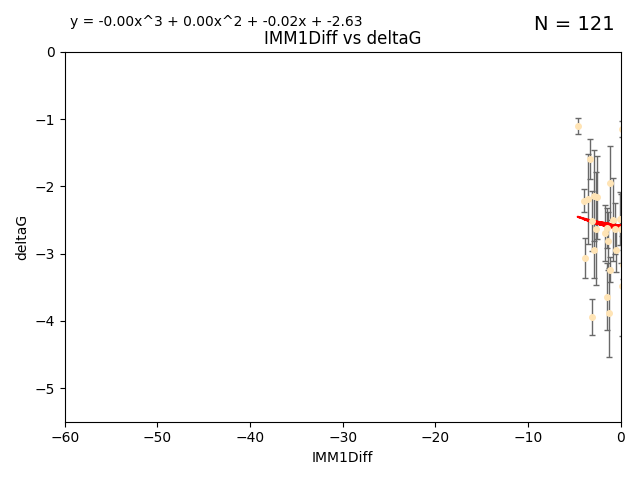 y = -0.00x^3 + 0.00x^2 + -0.02x + -2.63
N = 121
IMM1Diff vs deltaG
0
−1
−2
−3
−4
−5
deltaG
−60 −50 −40 −30 −20 −10 0
IMM1Diff